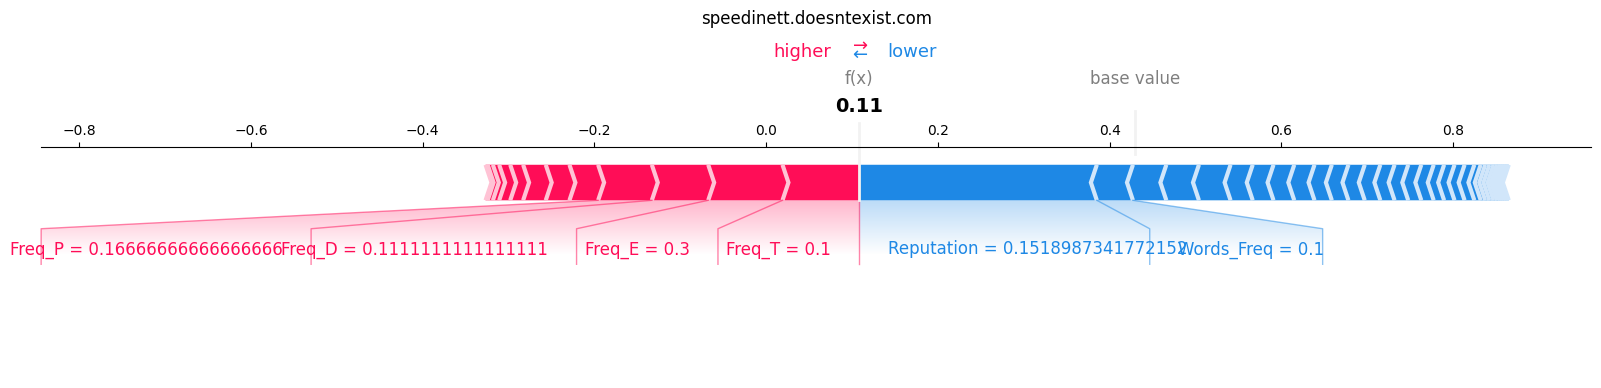 speedinett.doesntexist.com
higher → ← lower
f(x) base value
0.11
−0.8 −0.6 −0.4 −0.2 0.0 0.2 0.4 0.6 0.8
Freq_P = 0.16666666666666666 Freq_D = 0.1111111111111111 Freq_E = 0.3 Freq_T = 0.1 Reputation = 0.1518987341772152 Words_Freq = 0.1